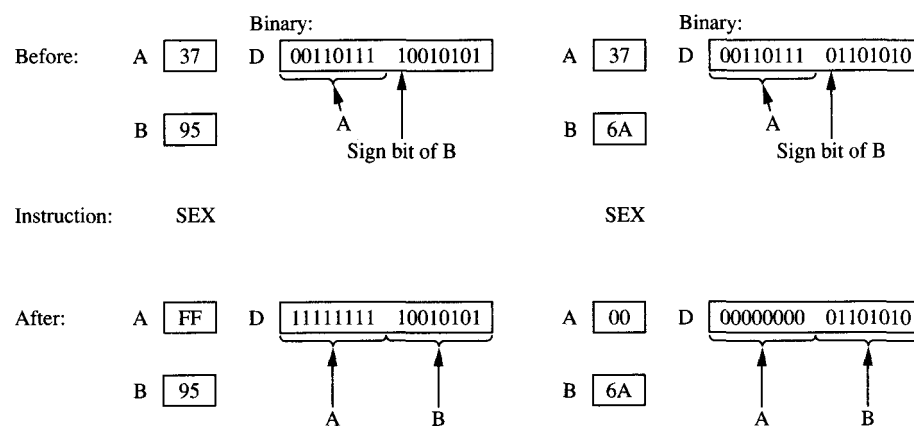 Binary: Binary:
Before: A 37 D 00110111 10010101 A 37 D 00110111 01101010
A A
B 95 B 6A
Sign bit of B Sign bit of B
Instruction: SEX SEX
After: A FF D 11111111 10010101 A 00 D 00000000 01101010
B 95 B 6A
A B A B